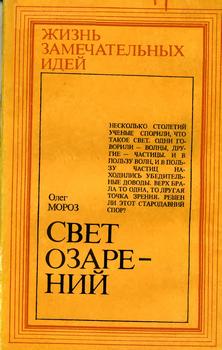 ЖИЗНЬ
ЗАМЕЧАТЕЛЬНЫХ
ИДЕЙ
НЕСКОЛЬКО СТОЛЕТИЙ
УЧЕНЫЕ СПОРИЛИ, ЧТО
ТАКОЕ СВЕТ. ОДНИ ГО-
ВОРИЛИ — ВОЛНЫ, ДРУ-
ГИЕ — ЧАСТИЦЫ. И В
ПОЛЬЗУ ВОЛН, И В ПОЛЬ-
ЗУ ЧАСТИЦ НА-
ХОДИЛИСЬ УБЕДИТЕЛЬ-
НЫЕ ДОВОДЫ. ВЕРХ БРА-
ЛА ТО ОДНА, ТО ДРУГАЯ
ТОЧКА ЗРЕНИЯ. РЕШЕН
ЛИ ЭТОТ СТАРОДАВНИЙ
СПОР?
Олег
МОРОЗ
СВЕТ
ОЗАРЕ-
НИЙ